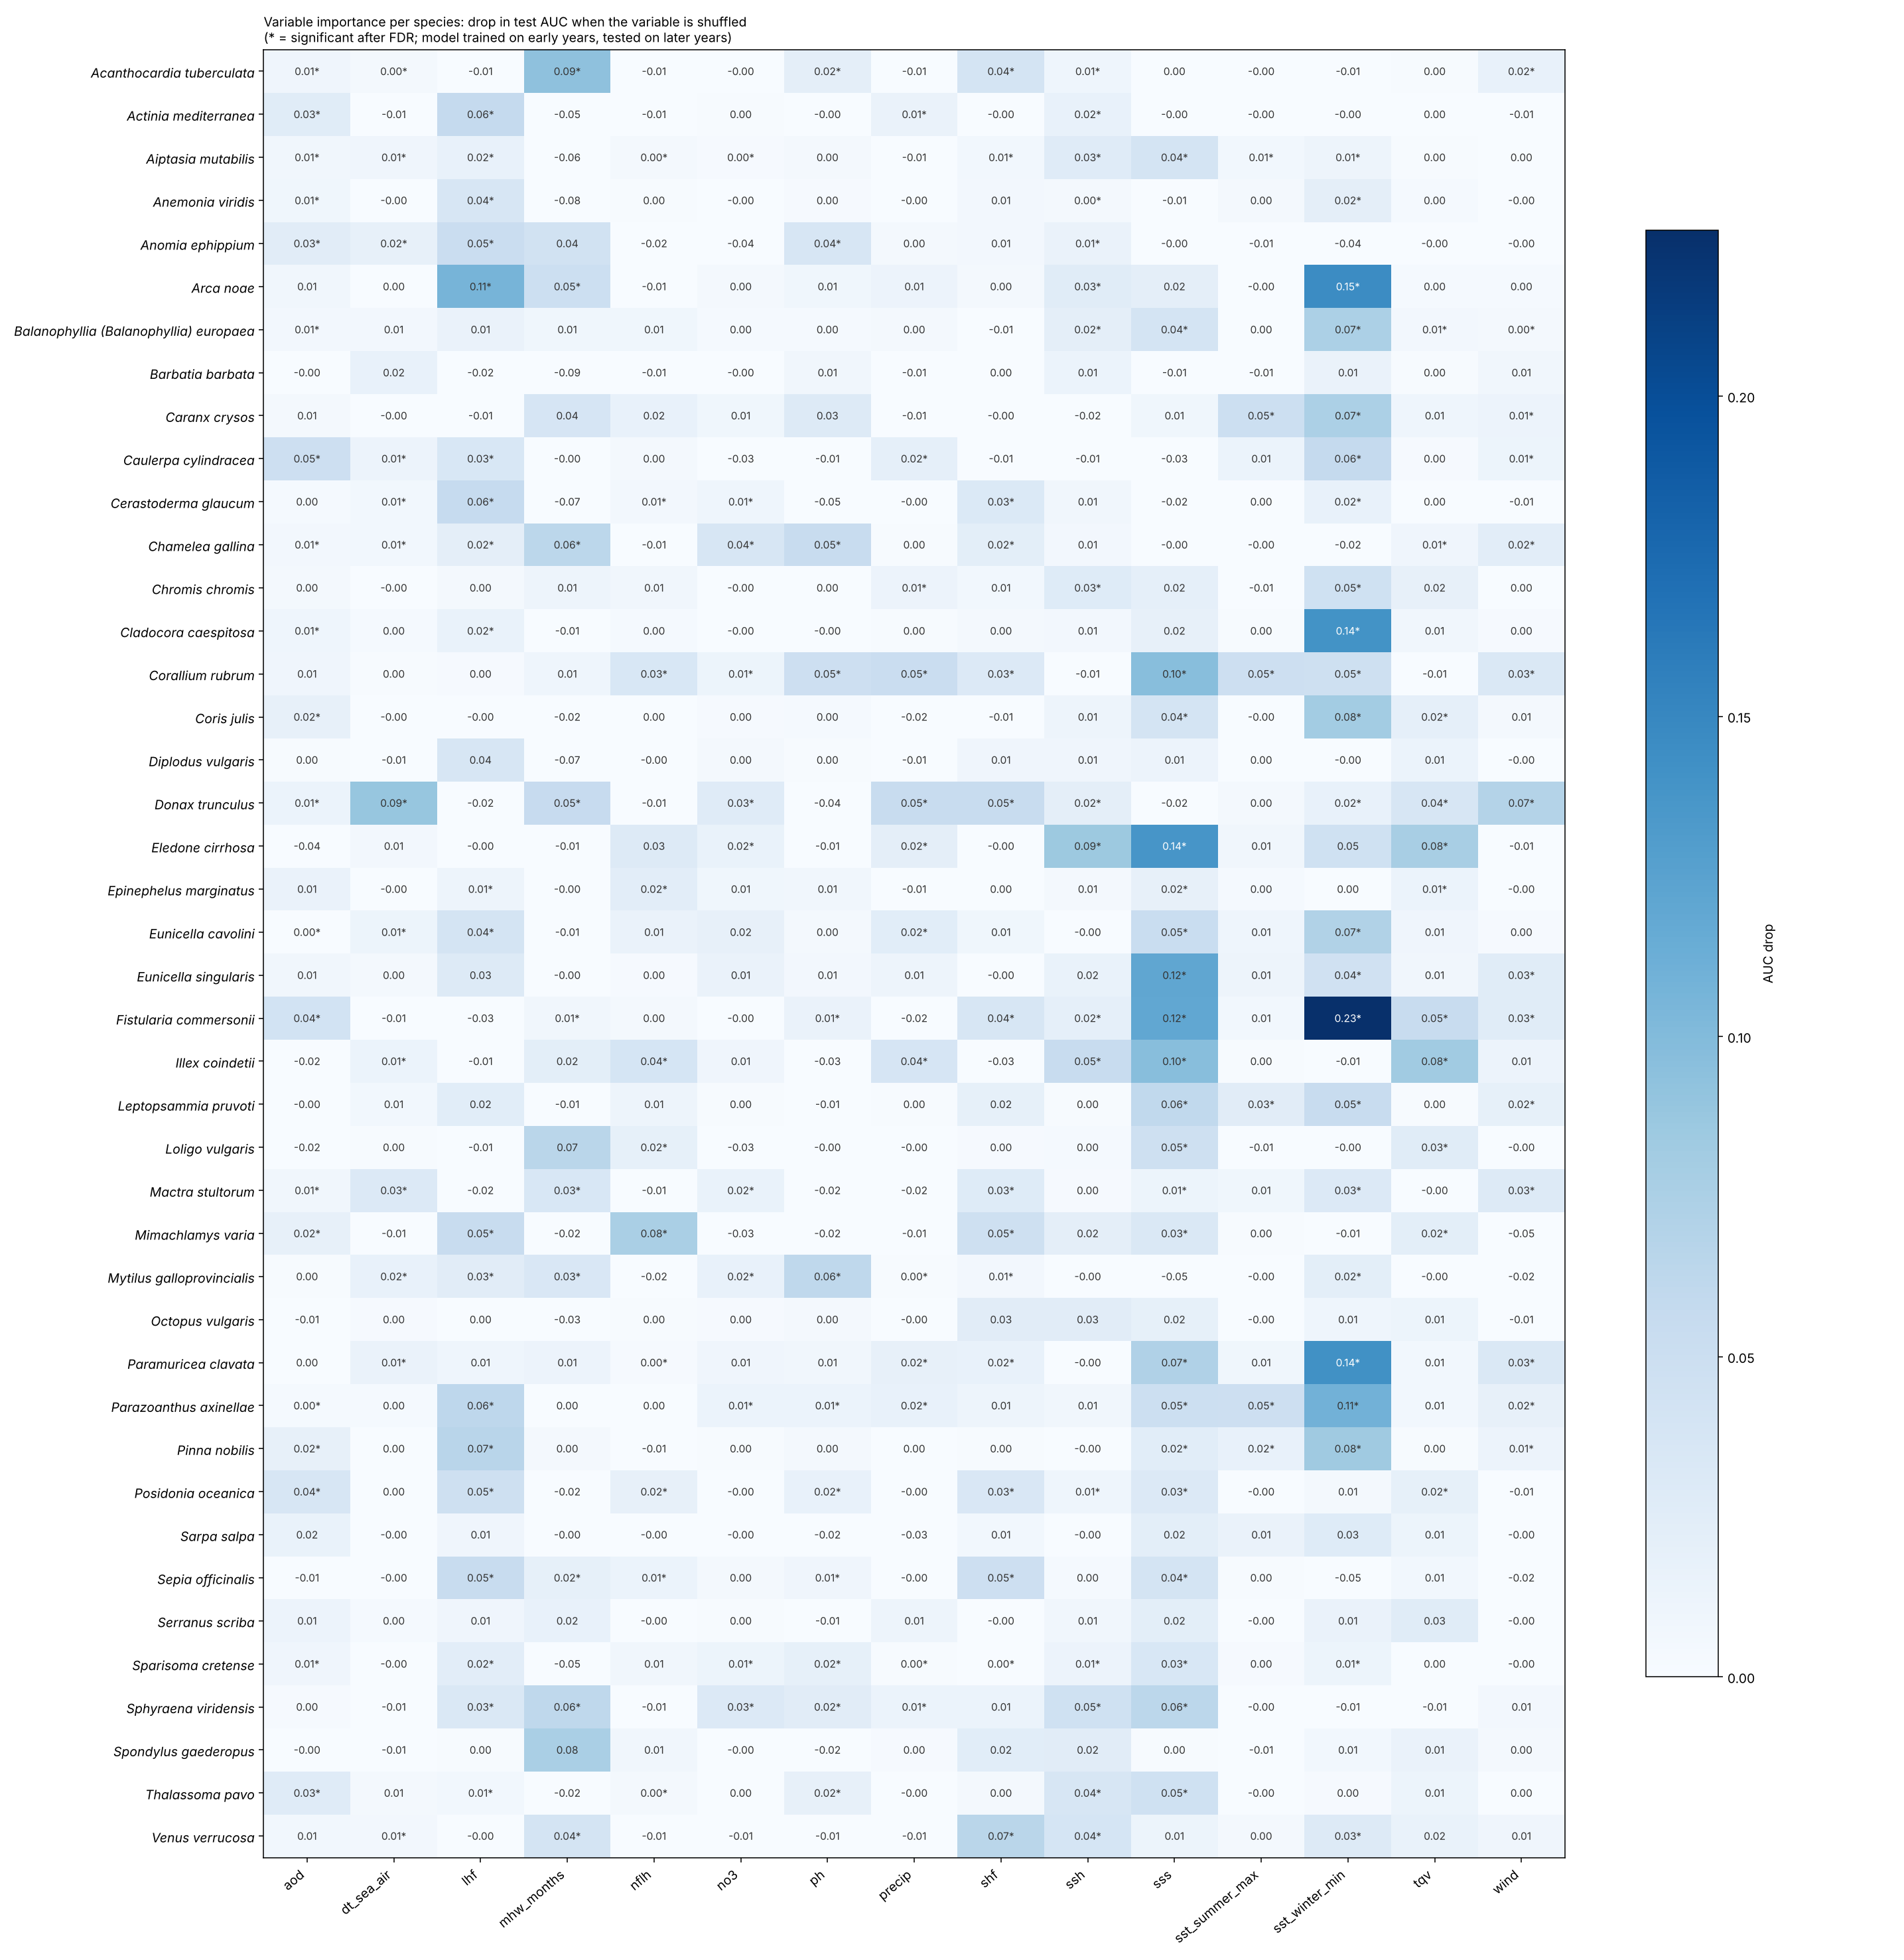 Variable importance per species: drop in test AUC when the variable is shuffled
(* = significant after FDR; model trained on early years, tested on later years)
Acanthocardia tuberculata 0.01* 0.00* -0.01 0.09* -0.01 -0.00 0.02* -0.01 0.04* 0.01* 0.00 -0.00 -0.01 0.00 0.02*
Actinia mediterranea 0.03* -0.01 0.06* -0.05 -0.01 0.00 -0.00 0.01* -0.00 0.02* -0.00 -0.00 -0.00 0.00 -0.01
Aiptasia mutabilis 0.01* 0.01* 0.02* -0.06 0.00* 0.00* 0.00 -0.01 0.01* 0.03* 0.04* 0.01* 0.01* 0.00 0.00
Anemonia viridis 0.01* -0.00 0.04* -0.08 0.00 -0.00 0.00 -0.00 0.01 0.00* -0.01 0.00 0.02* 0.00 -0.00
Anomia ephippium 0.03* 0.02* 0.05* 0.04 -0.02 -0.04 0.04* 0.00 0.01 0.01* -0.00 -0.01 -0.04 -0.00 -0.00
Arca noae 0.01 0.00 0.11* 0.05* -0.01 0.00 0.01 0.01 0.00 0.03* 0.02 -0.00 0.15* 0.00 0.00
Balanophyllia (Balanophyllia) europaea 0.01* 0.01 0.01 0.01 0.01 0.00 0.00 0.00 -0.01 0.02* 0.04* 0.00 0.07* 0.01* 0.00*
Barbatia barbata -0.00 0.02 -0.02 -0.09 -0.01 -0.00 0.01 -0.01 0.00 0.01 -0.01 -0.01 0.01 0.00 0.01
Caranx crysos 0.01 -0.00 -0.01 0.04 0.02 0.01 0.03 -0.01 -0.00 -0.02 0.01 0.05* 0.07* 0.01 0.01*
Caulerpa cylindracea 0.05* 0.01* 0.03* -0.00 0.00 -0.03 -0.01 0.02* -0.01 -0.01 -0.03 0.01 0.06* 0.00 0.01*
Cerastoderma glaucum 0.00 0.01* 0.06* -0.07 0.01* 0.01* -0.05 -0.00 0.03* 0.01 -0.02 0.00 0.02* 0.00 -0.01
Chamelea gallina 0.01* 0.01* 0.02* 0.06* -0.01 0.04* 0.05* 0.00 0.02* 0.01 -0.00 -0.00 -0.02 0.01* 0.02*
Chromis chromis 0.00 -0.00 0.00 0.01 0.01 -0.00 0.00 0.01* 0.01 0.03* 0.02 -0.01 0.05* 0.02 0.00
Cladocora caespitosa 0.01* 0.00 0.02* -0.01 0.00 -0.00 -0.00 0.00 0.00 0.01 0.02 0.00 0.14* 0.01 0.00
Corallium rubrum 0.01 0.00 0.00 0.01 0.03* 0.01* 0.05* 0.05* 0.03* -0.01 0.10* 0.05* 0.05* -0.01 0.03*
Coris julis 0.02* -0.00 -0.00 -0.02 0.00 0.00 0.00 -0.02 -0.01 0.01 0.04* -0.00 0.08* 0.02* 0.01
Diplodus vulgaris 0.00 -0.01 0.04 -0.07 -0.00 0.00 0.00 -0.01 0.01 0.01 0.01 0.00 -0.00 0.01 -0.00
Donax trunculus 0.01* 0.09* -0.02 0.05* -0.01 0.03* -0.04 0.05* 0.05* 0.02* -0.02 0.00 0.02* 0.04* 0.07*
Eledone cirrhosa -0.04 0.01 -0.00 -0.01 0.03 0.02* -0.01 0.02* -0.00 0.09* 0.14* 0.01 0.05 0.08* -0.01
Epinephelus marginatus 0.01 -0.00 0.01* -0.00 0.02* 0.01 0.01 -0.01 0.00 0.01 0.02* 0.00 0.00 0.01* -0.00
Eunicella cavolini 0.00* 0.01* 0.04* -0.01 0.01 0.02 0.00 0.02* 0.01 -0.00 0.05* 0.01 0.07* 0.01 0.00
Eunicella singularis 0.01 0.00 0.03 -0.00 0.00 0.01 0.01 0.01 -0.00 0.02 0.12* 0.01 0.04* 0.01 0.03*
Fistularia commersonii 0.04* -0.01 -0.03 0.01* 0.00 -0.00 0.01* -0.02 0.04* 0.02* 0.12* 0.01 0.23* 0.05* 0.03*
Illex coindetii -0.02 0.01* -0.01 0.02 0.04* 0.01 -0.03 0.04* -0.03 0.05* 0.10* 0.00 -0.01 0.08* 0.01
Leptopsammia pruvoti -0.00 0.01 0.02 -0.01 0.01 0.00 -0.01 0.00 0.02 0.00 0.06* 0.03* 0.05* 0.00 0.02*
Loligo vulgaris -0.02 0.00 -0.01 0.07 0.02* -0.03 -0.00 -0.00 0.00 0.00 0.05* -0.01 -0.00 0.03* -0.00
Mactra stultorum 0.01* 0.03* -0.02 0.03* -0.01 0.02* -0.02 -0.02 0.03* 0.00 0.01* 0.01 0.03* -0.00 0.03*
Mimachlamys varia 0.02* -0.01 0.05* -0.02 0.08* -0.03 -0.02 -0.01 0.05* 0.02 0.03* 0.00 -0.01 0.02* -0.05
Mytilus galloprovincialis 0.00 0.02* 0.03* 0.03* -0.02 0.02* 0.06* 0.00* 0.01* -0.00 -0.05 -0.00 0.02* -0.00 -0.02
Octopus vulgaris -0.01 0.00 0.00 -0.03 0.00 0.00 0.00 -0.00 0.03 0.03 0.02 -0.00 0.01 0.01 -0.01
Paramuricea clavata 0.00 0.01* 0.01 0.01 0.00* 0.01 0.01 0.02* 0.02* -0.00 0.07* 0.01 0.14* 0.01 0.03*
Parazoanthus axinellae 0.00* 0.00 0.06* 0.00 0.00 0.01* 0.01* 0.02* 0.01 0.01 0.05* 0.05* 0.11* 0.01 0.02*
Pinna nobilis 0.02* 0.00 0.07* 0.00 -0.01 0.00 0.00 0.00 0.00 -0.00 0.02* 0.02* 0.08* 0.00 0.01*
Posidonia oceanica 0.04* 0.00 0.05* -0.02 0.02* -0.00 0.02* -0.00 0.03* 0.01* 0.03* -0.00 0.01 0.02* -0.01
Sarpa salpa 0.02 -0.00 0.01 -0.00 -0.00 -0.00 -0.02 -0.03 0.01 -0.00 0.02 0.01 0.03 0.01 -0.00
Sepia officinalis -0.01 -0.00 0.05* 0.02* 0.01* 0.00 0.01* -0.00 0.05* 0.00 0.04* 0.00 -0.05 0.01 -0.02
Serranus scriba 0.01 0.00 0.01 0.02 -0.00 0.00 -0.01 0.01 -0.00 0.01 0.02 -0.00 0.01 0.03 -0.00
Sparisoma cretense 0.01* -0.00 0.02* -0.05 0.01 0.01* 0.02* 0.00* 0.00* 0.01* 0.03* 0.00 0.01* 0.00 -0.00
Sphyraena viridensis 0.00 -0.01 0.03* 0.06* -0.01 0.03* 0.02* 0.01* 0.01 0.05* 0.06* -0.00 -0.01 -0.01 0.01
Spondylus gaederopus -0.00 -0.01 0.00 0.08 0.01 -0.00 -0.02 0.00 0.02 0.02 0.00 -0.01 0.01 0.01 0.00
Thalassoma pavo 0.03* 0.01 0.01* -0.02 0.00* 0.00 0.02* -0.00 0.00 0.04* 0.05* -0.00 0.00 0.01 0.00
Venus verrucosa 0.01 0.01* -0.00 0.04* -0.01 -0.01 -0.01 -0.01 0.07* 0.04* 0.01 0.00 0.03* 0.02 0.01
aod dt_sea_air lhf mhw_months nflh no3 ph precip shf ssh sss sst_summer_max sst_winter_min tqv wind
0.20
0.15
0.10
0.05
0.00
AUC drop